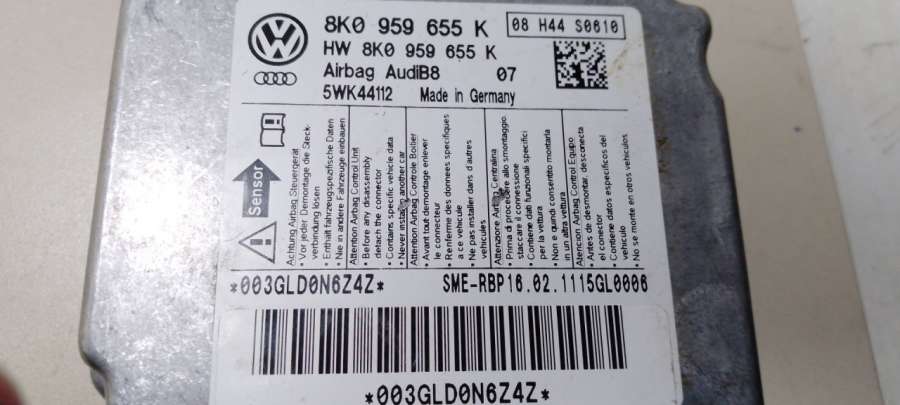 8K0 959 655 K
08 H44 S0610
HW 8K0 959 655 K
Airbag AudiB8 07
5WK44112 Made in Germany
Sensor
Achtung Airbag Steuergerät
• Vor jeder Demontage die Steck-
verbindung lösen
• Enthält fahrzeugspezifische Daten
• Nie in andere Fahrzeuge einbauen
Attention Airbag Control Unit
• Before any disassembly
detach the connector
• Contains specific vehicle data
• Never install in another car
Attention Airbag Controle Boitier
• Avant tout demontage enlever
le connecteur
• Renferme des donnees specifiques
a ce vehicule
• Ne pas installer dans d autres
vehicules
Attenzione Airbag Centralina
• Prima di procedere allo smontaggio
staccare il connessione
• Contiene dati funzionali specifici
per la vettura
• Non e quindi consentito montarla
in un altra vettura
Atencion Airbag Control Equipo
• Antes de desmontar, desconecta
el conector
• Contiene datos especificos del
vehiculo
• No se monte en otros vehiculos
*003GLD0N6Z4Z*
SME-RBP16.02.1115GL0006
*003GLD0N6Z4Z*